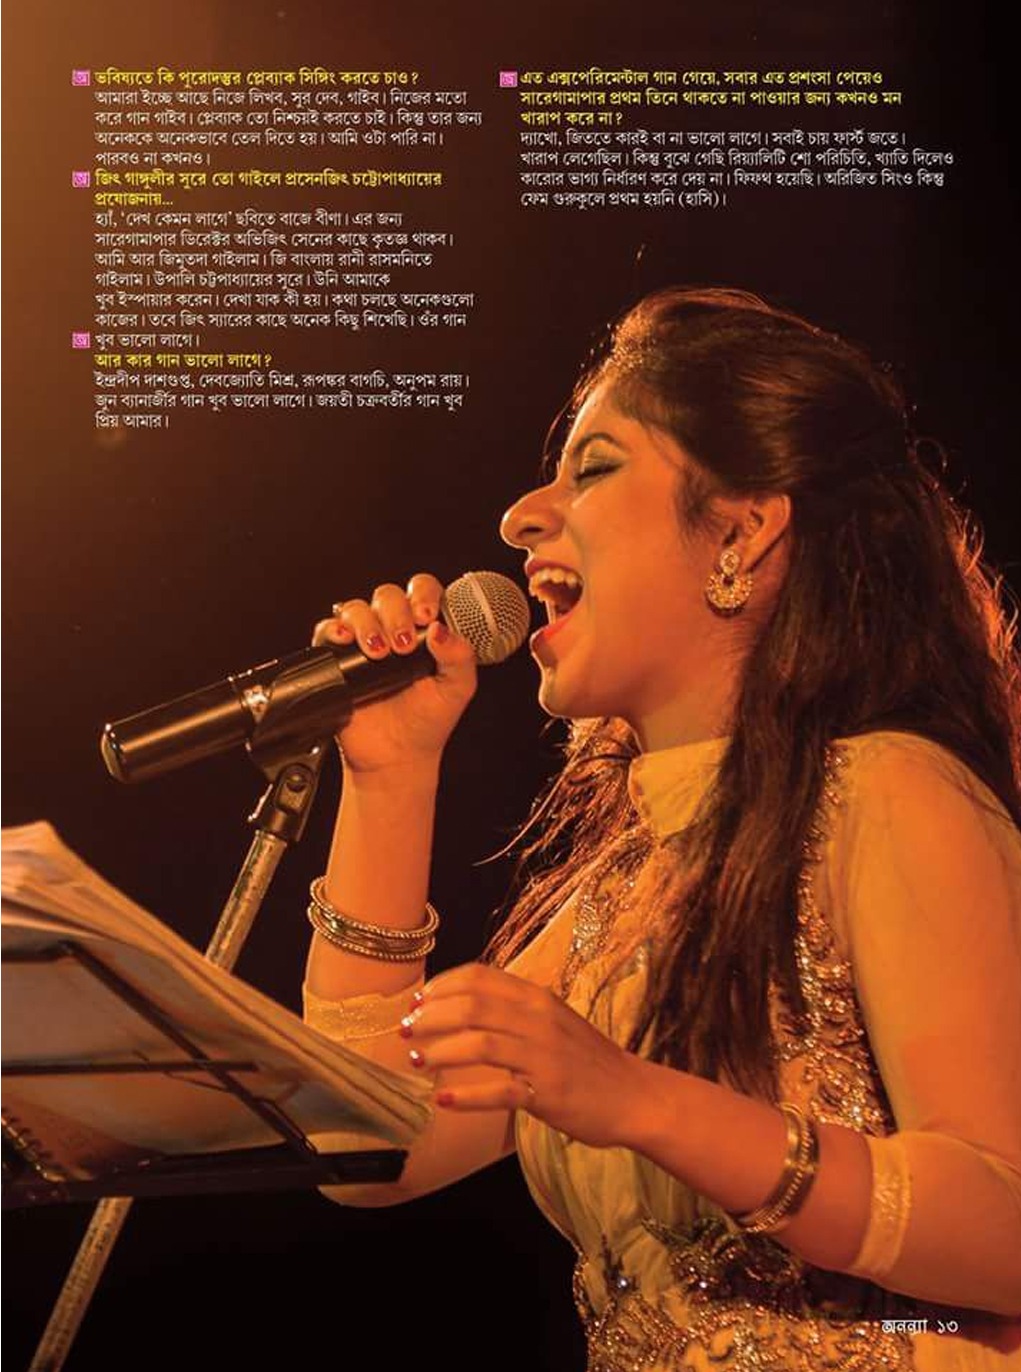 অ ভবিষ্যতে কি পুরোদস্তুর প্লেব্যাক সিঙ্গিং করতে চাও?
আমারা ইচ্ছে আছে নিজে লিখব, সুর দেব, গাইব। নিজের মতো
করে গান গাইব। প্লেব্যাক তো নিশ্চয়ই করতে চাই। কিন্তু তার জন্য
অনেককে অনেকভাবে তেল দিতে হয়। আমি ওটা পারি না।
পারবও না কখনও।
অ জিৎ গাঙ্গুলীর সুরে তো গাইলে প্রসেনজিৎ চট্টোপাধ্যায়ের
প্রযোজনায়...
হ্যাঁ, ‘দেখ কেমন লাগে’ ছবিতে বাজে বীণা। এর জন্য
সারেগামাপার ডিরেক্টর অভিজিৎ সেনের কাছে কৃতজ্ঞ থাকব।
আমি আর জিমূতদা গাইলাম। জি বাংলায় রানী রাসমনিতে
গাইলাম। উপালি চট্টপাধ্যায়ের সুরে। উনি আমাকে
খুব ইন্সপায়ার করেন। দেখা যাক কী হয়। কথা চলছে অনেকগুলো
কাজের। তবে জিৎ স্যারের কাছে অনেক কিছু শিখেছি। ওঁর গান
অ খুব ভালো লাগে।
আর কার গান ভালো লাগে?
ইন্দ্রদীপ দাশগুপ্ত, দেবজ্যোতি মিশ্র, রূপঙ্কর বাগচি, অনুপম রায়।
জুন ব্যানার্জীর গান খুব ভালো লাগে। জয়তী চক্রবর্তীর গান খুব
প্রিয় আমার।
অ এত এক্সপেরিমেন্টাল গান গেয়ে, সবার এত প্রশংসা পেয়েও
সারেগামাপার প্রথম তিনে থাকতে না পাওয়ার জন্য কখনও মন
খারাপ করে না?
দ্যাখো, জিততে কারই বা না ভালো লাগে। সবাই চায় ফার্স্ট জতে।
খারাপ লেগেছিল। কিন্তু বুঝে গেছি রিয়্যালিটি শো পরিচিতি, খ্যাতি দিলেও
কারোর ভাগ্য নির্ধারণ করে দেয় না। ফিফথ হয়েছি। অরিজিত সিংও কিন্তু
ফেম গুরুকুলে প্রথম হয়নি (হাসি)।
অনন্যা ১৩